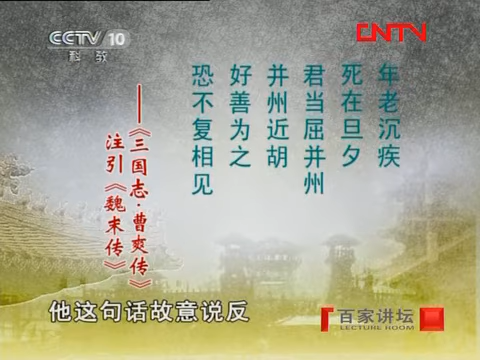 CCTV 10
科教
CNTV
年老沉疾
死在旦夕
君当屈并州
并州近胡
好善为之
恐不复相见
——《三国志·曹爽传》
注引《魏末传》
他这句话故意说反
百家讲坛
LECTURE ROOM